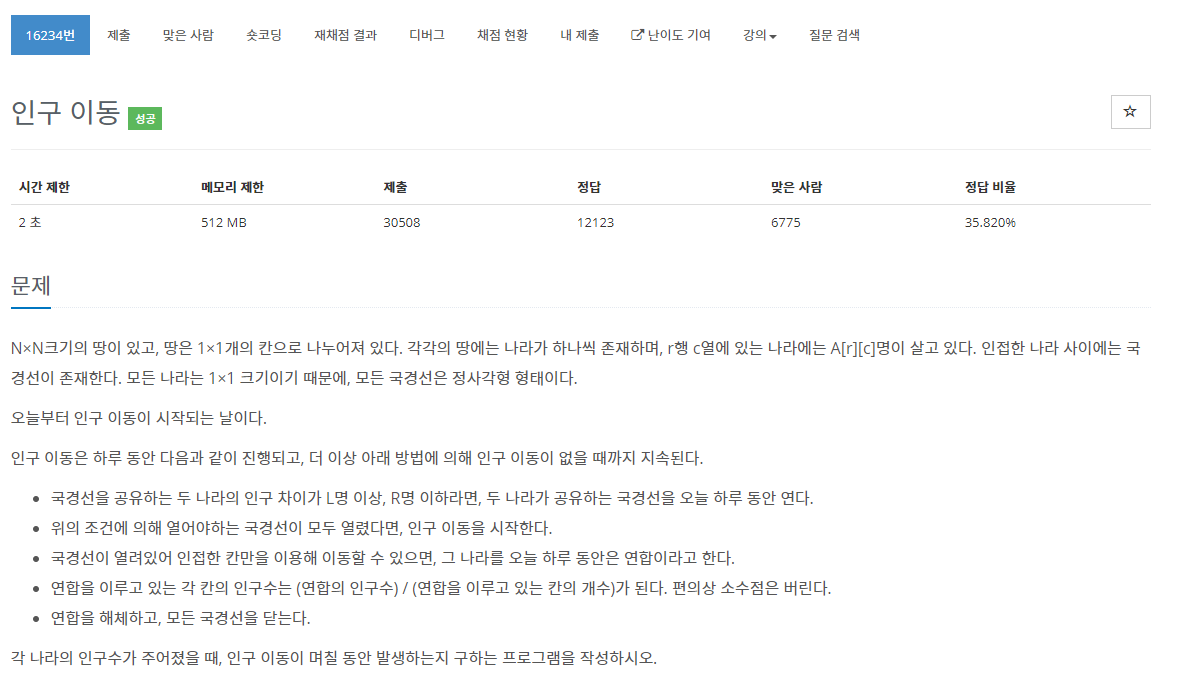 16234번 제출 맞은 사람 숏코딩 재채점 결과 디버그 채점 현황 내 제출 난이도 기여 강의 질문 검색
인구 이동 성공
시간 제한 메모리 제한 제출 정답 맞은 사람 정답 비율
2 초 512 MB 30508 12123 6775 35.820%
문제
N×N크기의 땅이 있고, 땅은 1×1개의 칸으로 나누어져 있다. 각각의 땅에는 나라가 하나씩 존재하며, r행 c열에 있는 나라에는 A[r][c]명이 살고 있다. 인접한 나라 사이에는 국
경선이 존재한다. 모든 나라는 1×1 크기이기 때문에, 모든 국경선은 정사각형 형태이다.
오늘부터 인구 이동이 시작되는 날이다.
인구 이동은 하루 동안 다음과 같이 진행되고, 더 이상 아래 방법에 의해 인구 이동이 없을 때까지 지속된다.
• 국경선을 공유하는 두 나라의 인구 차이가 L명 이상, R명 이하라면, 두 나라가 공유하는 국경선을 오늘 하루 동안 연다.
• 위의 조건에 의해 열어야하는 국경선이 모두 열렸다면, 인구 이동을 시작한다.
• 국경선이 열려있어 인접한 칸만을 이용해 이동할 수 있으면, 그 나라를 오늘 하루 동안은 연합이라고 한다.
• 연합을 이루고 있는 각 칸의 인구수는 (연합의 인구수) / (연합을 이루고 있는 칸의 개수)가 된다. 편의상 소수점은 버린다.
• 연합을 해체하고, 모든 국경선을 닫는다.
각 나라의 인구수가 주어졌을 때, 인구 이동이 며칠 동안 발생하는지 구하는 프로그램을 작성하시오.